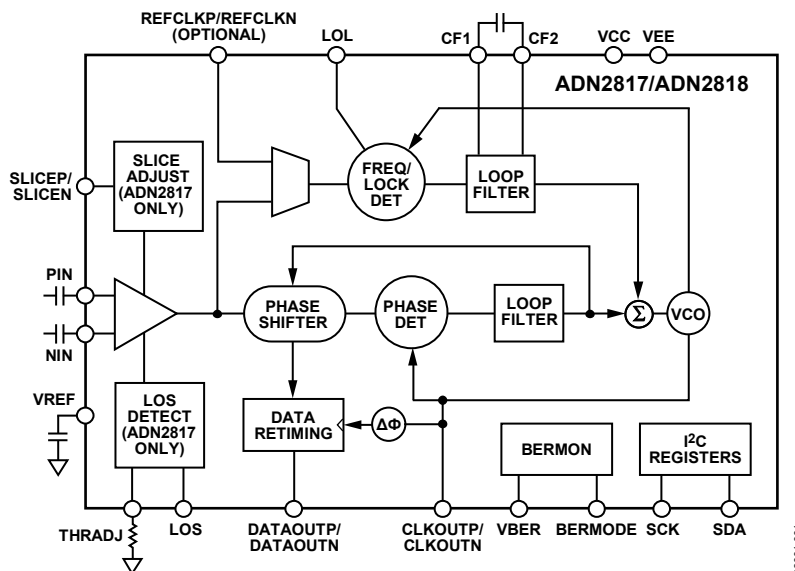 REFCLKP/REFCLKN
(OPTIONAL)
LOL
CF1
CF2
VCC
VEE
ADN2817/ADN2818
SLICEP/
SLICEN
SLICE
ADJUST
(ADN2817
ONLY)
FREQ/
LOCK
DET
LOOP
FILTER
PIN
NIN
PHASE
SHIFTER
PHASE
DET
LOOP
FILTER
Σ
VCO
VREF
LOS
DETECT
(ADN2817
ONLY)
DATA
RETIMING
ΔΦ
BERMON
I²C
REGISTERS
THRADJ
LOS
DATAOUTP/
DATAOUTN
CLKOUTP/
CLKOUTN
VBER
BERMODE
SCK
SDA